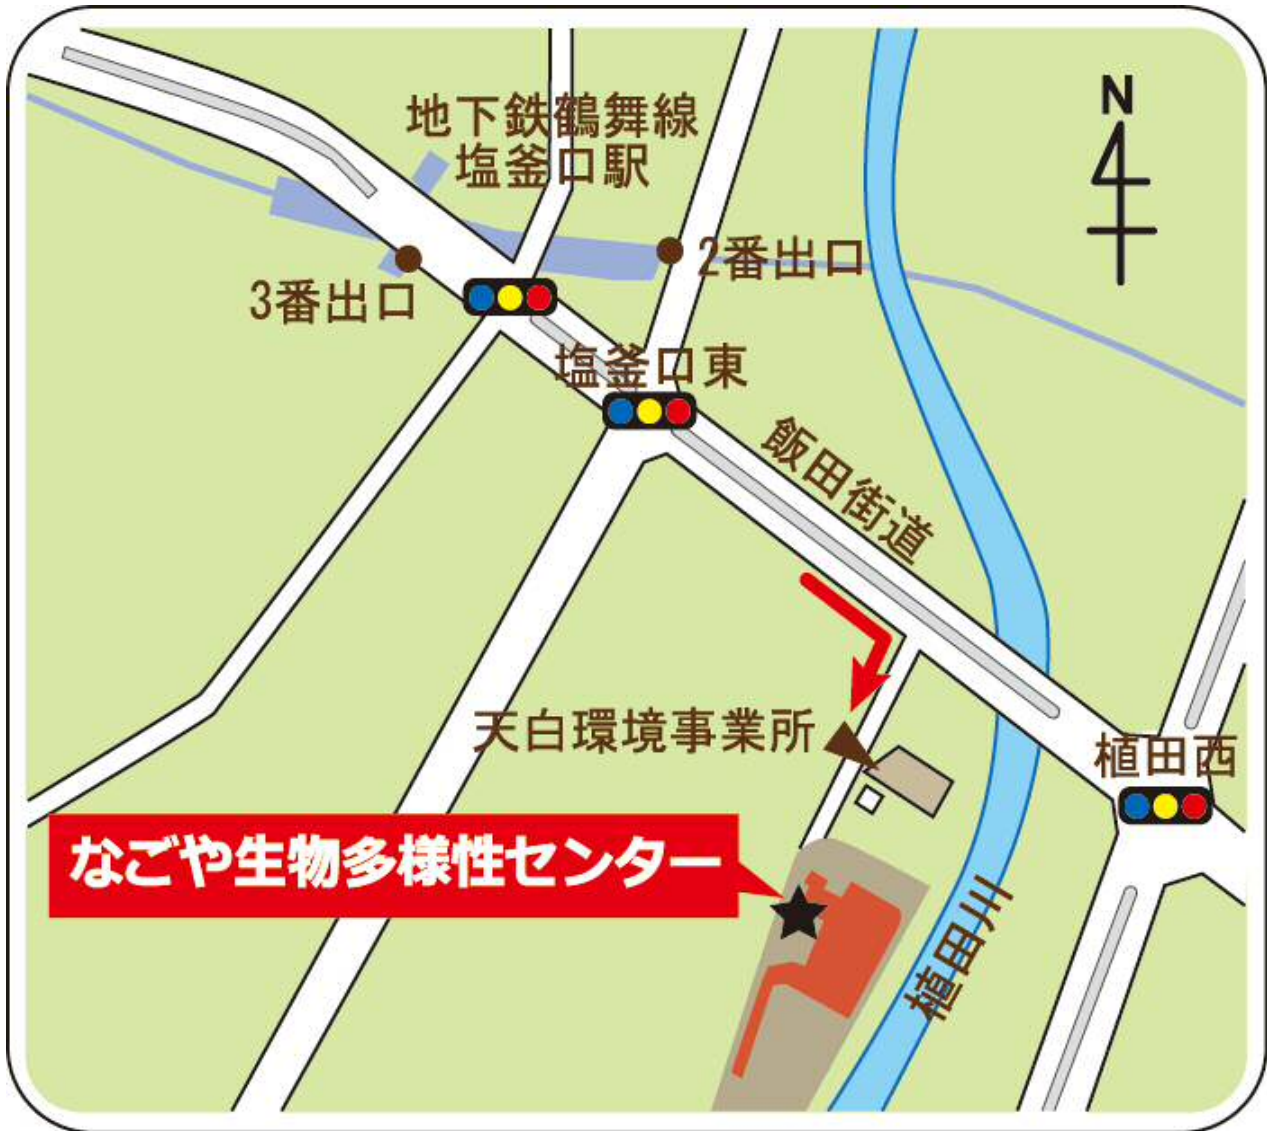 N
地下鉄鶴舞線
塩釜口駅
2番出口
3番出口
塩釜口東
飯田街道
天白環境事業所
植田西
なごや生物多様性センター
植田川